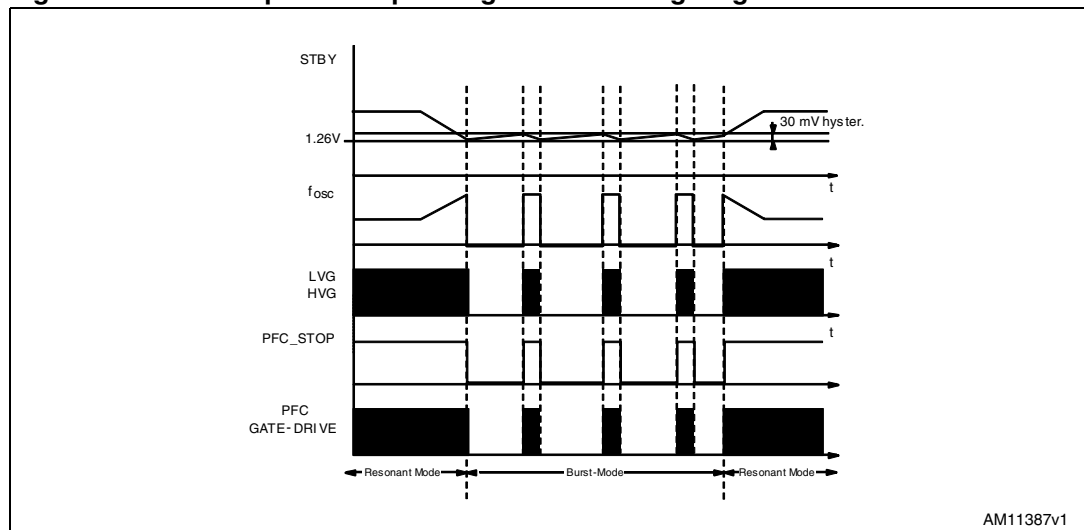 STBY
30 mV hyster.
1.26V
t
fosc
t
LVG
HVG
t
PFC_STOP
PFC
GATE-DRIVE
Resonant Mode
Burst-Mode
Resonant Mode
AM11387v1